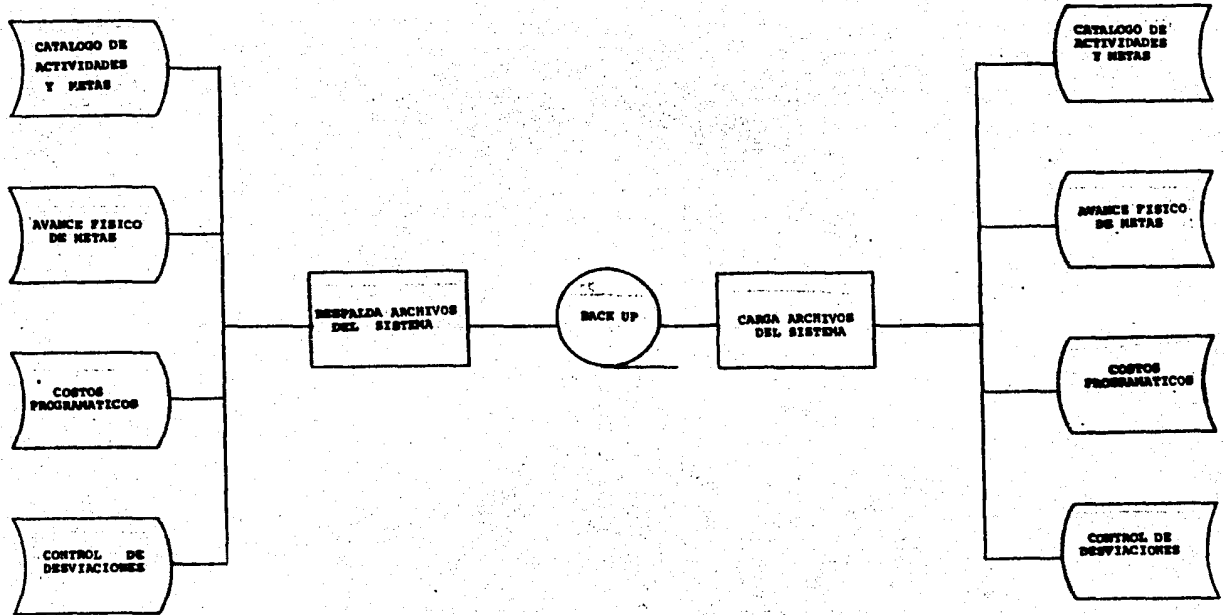 CATALOGO DE
ACTIVIDADES
Y METAS
AVANCE FISICO
DE METAS
COSTOS
PROGRAMATICOS
CONTROL DE
DESVIACIONES
RESPALDA ARCHIVOS
DEL SISTEMA
BACK UP
CARGA ARCHIVOS
DEL SISTEMA
CATALOGO DE
ACTIVIDADES
Y METAS
AVANCE FISICO
DE METAS
COSTOS
PROGRAMATICOS
CONTROL DE
DESVIACIONES